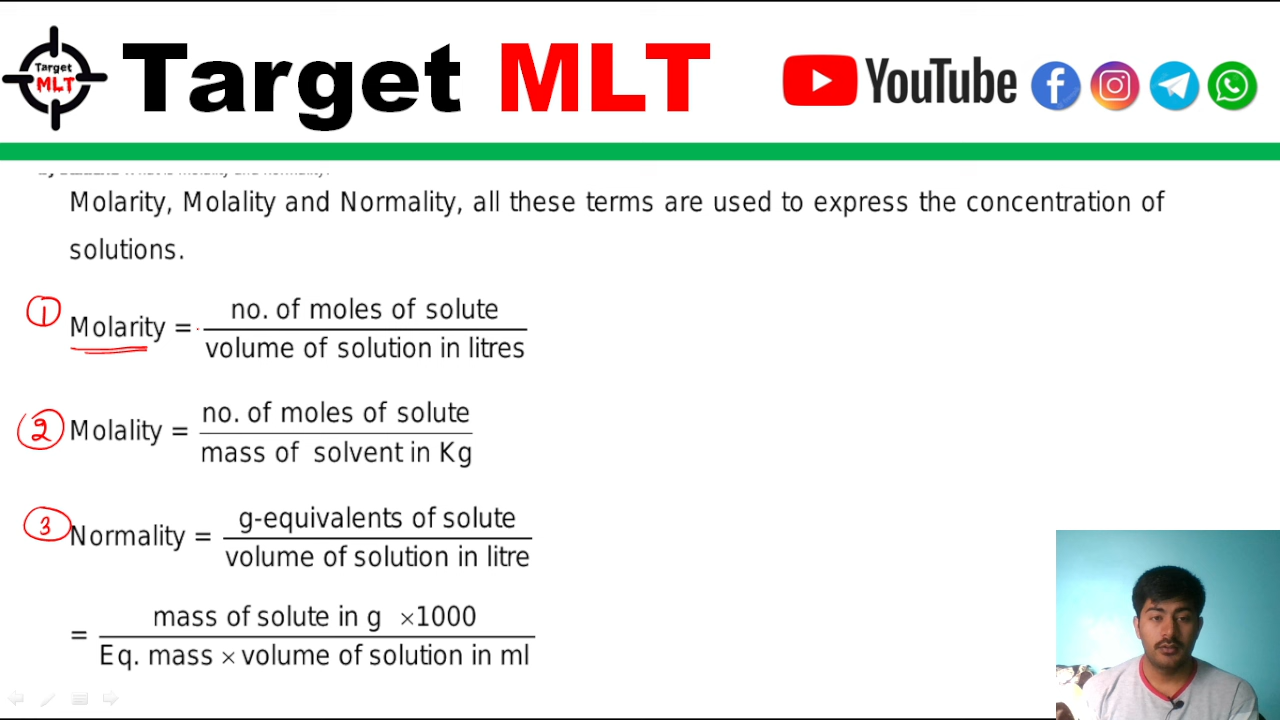 Target
MLT
Target MLT
YouTube
Molarity, Molality and Normality, all these terms are used to express the concentration of
solutions.
1
Molarity = no. of moles of solute
volume of solution in litres
2
Molality = no. of moles of solute
mass of solvent in Kg
3
Normality = g-equivalents of solute
volume of solution in litre
= mass of solute in g ×1000
Eq. mass × volume of solution in ml